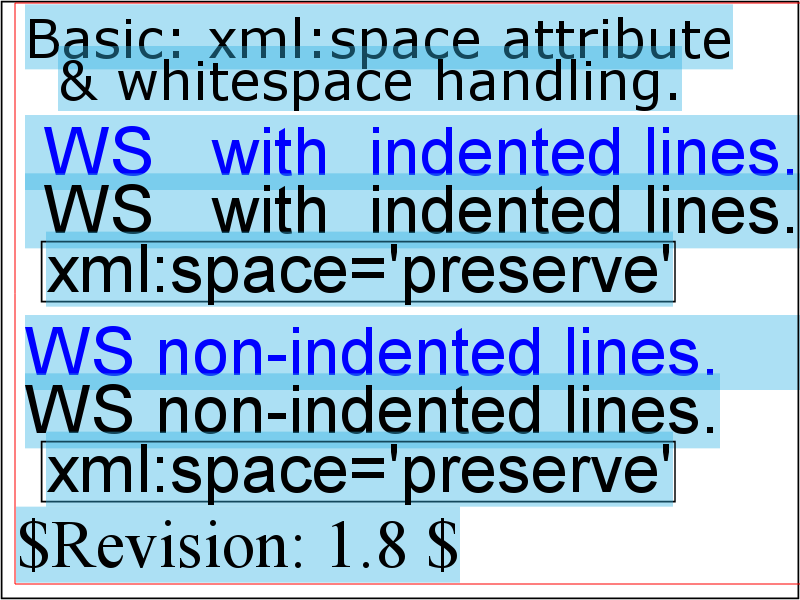 Basic: xml:space attribute
& whitespace handling.
WS   with  indented lines.
WS   with  indented lines.
xml:space='preserve'
WS non-indented lines.
WS non-indented lines.
xml:space='preserve'
$Revision: 1.8 $